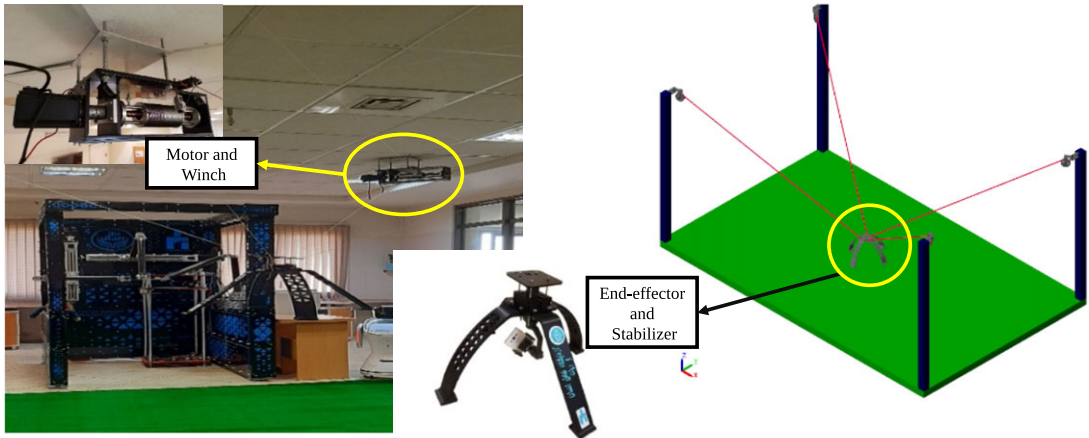 Motor and
Winch
End-effector
and
Stabilizer
Z
Y
X